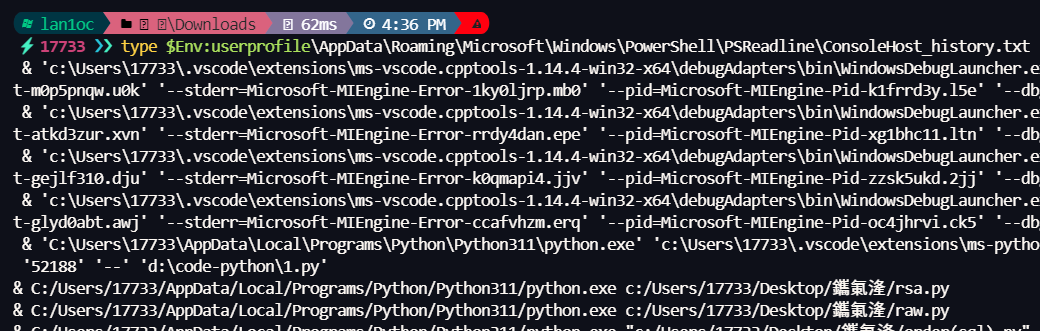 lan1oc \Downloads 62ms 4:36 PM
17733 ❯❯ type $Env:userprofile\AppData\Roaming\Microsoft\Windows\PowerShell\PSReadline\ConsoleHost_history.txt
& 'c:\Users\17733\.vscode\extensions\ms-vscode.cpptools-1.14.4-win32-x64\debugAdapters\bin\WindowsDebugLauncher.e
t-m0p5pnqw.u0k' '--stderr=Microsoft-MIEngine-Error-1ky0ljrp.mb0' '--pid=Microsoft-MIEngine-Pid-k1frrd3y.l5e' '--db
& 'c:\Users\17733\.vscode\extensions\ms-vscode.cpptools-1.14.4-win32-x64\debugAdapters\bin\WindowsDebugLauncher.e
t-atkd3zur.xvn' '--stderr=Microsoft-MIEngine-Error-rrdy4dan.epe' '--pid=Microsoft-MIEngine-Pid-xg1bhc11.ltn' '--db
& 'c:\Users\17733\.vscode\extensions\ms-vscode.cpptools-1.14.4-win32-x64\debugAdapters\bin\WindowsDebugLauncher.e
t-gejlf310.dju' '--stderr=Microsoft-MIEngine-Error-k0qmapi4.jjv' '--pid=Microsoft-MIEngine-Pid-zzsk5ukd.2jj' '--db
& 'c:\Users\17733\.vscode\extensions\ms-vscode.cpptools-1.14.4-win32-x64\debugAdapters\bin\WindowsDebugLauncher.e
t-glyd0abt.awj' '--stderr=Microsoft-MIEngine-Error-ccafvhzm.erq' '--pid=Microsoft-MIEngine-Pid-oc4jhrvi.ck5' '--db
& 'C:\Users\17733\AppData\Local\Programs\Python\Python311\python.exe' 'c:\Users\17733\.vscode\extensions\ms-pytho
'52188' '--' 'd:\code-python\1.py'
& C:/Users/17733/AppData/Local/Programs/Python/Python311/python.exe c:/Users/17733/Desktop/鑴氭湰/rsa.py
& C:/Users/17733/AppData/Local/Programs/Python/Python311/python.exe c:/Users/17733/Desktop/鑴氭湰/raw.py